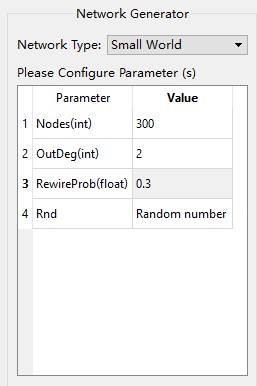 Network Generator
Network Type: Small World
Please Configure Parameter (s)
Parameter Value
1 Nodes(int) 300
2 OutDeg(int) 2
3 RewireProb(float) 0.3
4 Rnd Random number